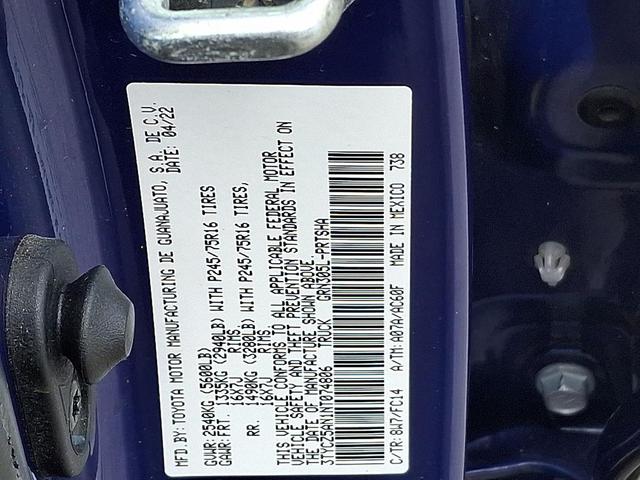 MFD. BY: TOYOTA MOTOR MANUFACTURING DE GUANAJUATO, S.A. DE C.V.
DATE: 04/22
GVWR: 2540KG (5600LB)
GAWR: FRT. 1335KG (2940LB) WITH P245/75R16 TIRES
16X7J RIMS,
RR. 1490KG (3280LB) WITH P245/75R16 TIRES,
16X7J RIMS,
THIS VEHICLE CONFORMS TO ALL APPLICABLE FEDERAL MOTOR
VEHICLE SAFETY AND THEFT PREVENTION STANDARDS IN EFFECT ON
THE DATE OF MANUFACTURE SHOWN ABOVE.
3TYCZ5AN1NT074806 TRUCK GRN305L-PRTSHA
C/TR: 8W7/FC14 A/TM: A07A/AC60F MADE IN MEXICO 738